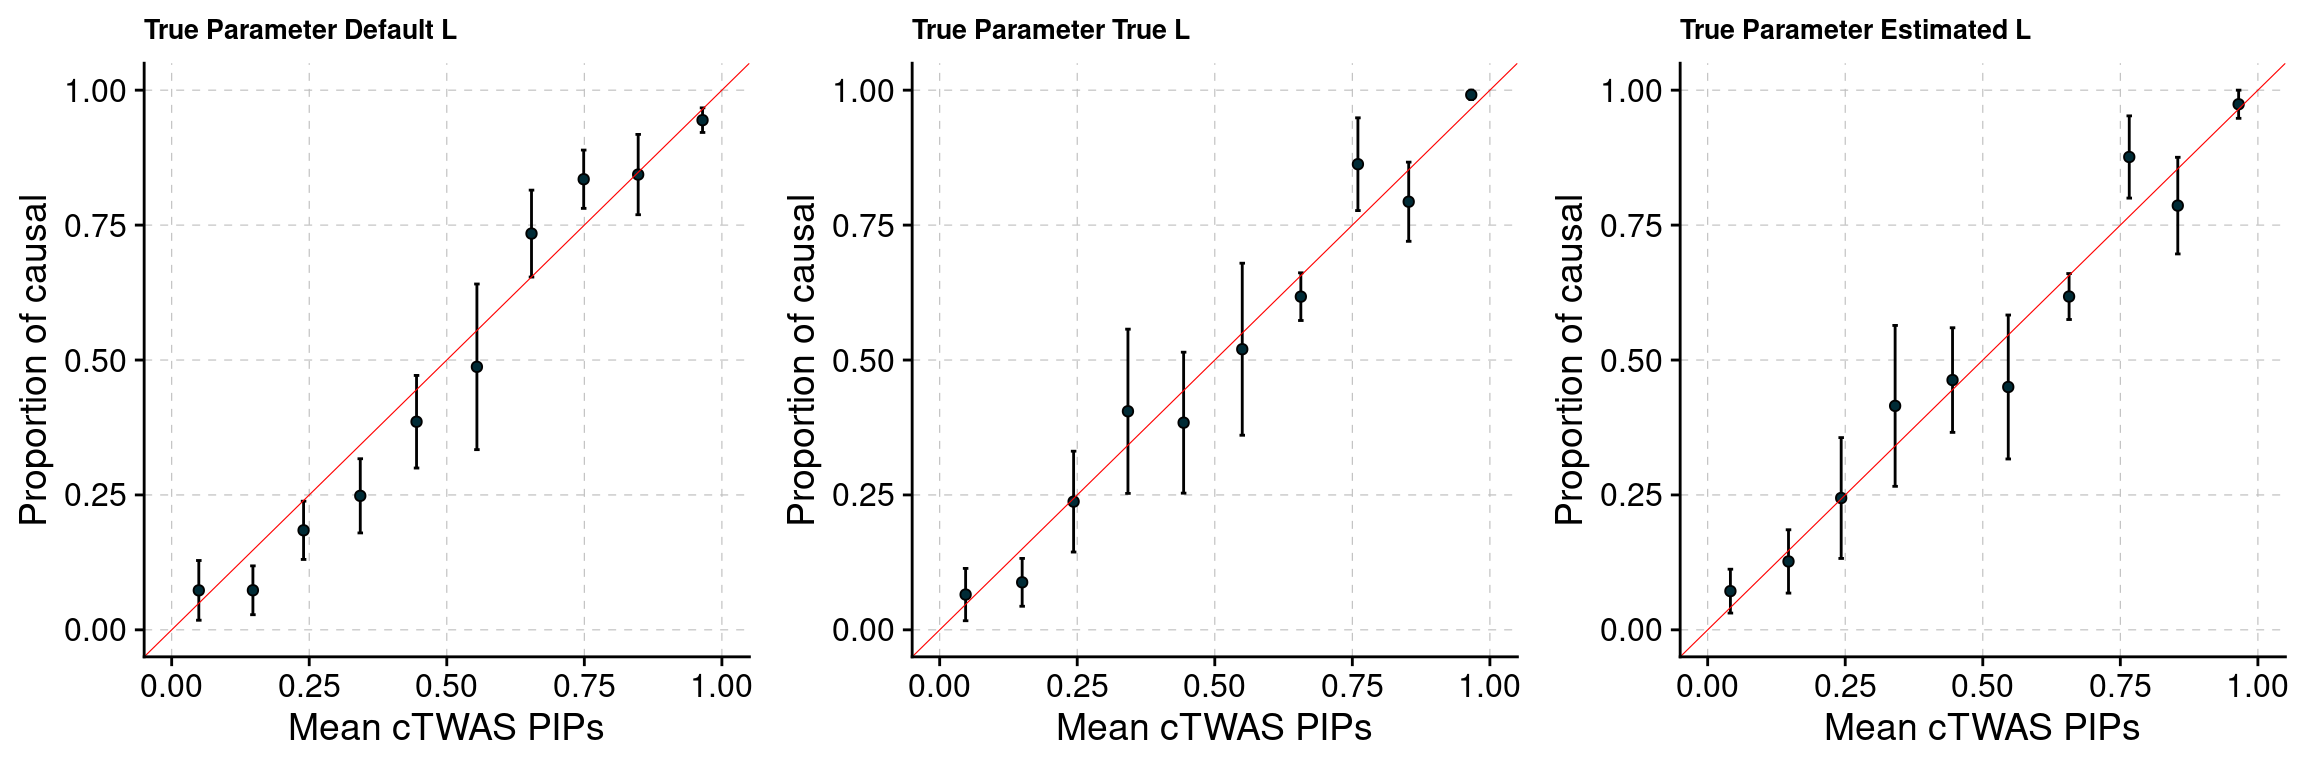 True Parameter Default L
1.00
0.75
0.50
0.25
0.00
Proportion of causal
0.00 0.25 0.50 0.75 1.00
Mean cTWAS PIPs
True Parameter True L
1.00
0.75
0.50
0.25
0.00
Proportion of causal
0.00 0.25 0.50 0.75 1.00
Mean cTWAS PIPs
True Parameter Estimated L
1.00
0.75
0.50
0.25
0.00
Proportion of causal
0.00 0.25 0.50 0.75 1.00
Mean cTWAS PIPs